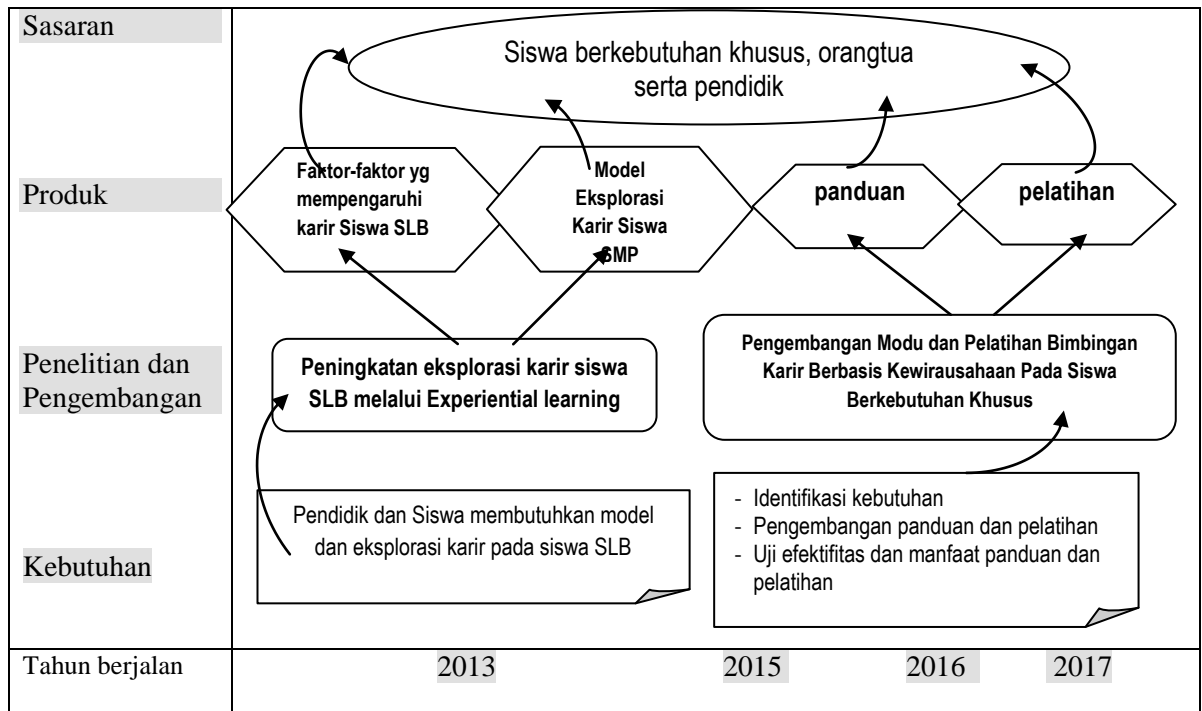 Sasaran
Siswa berkebutuhan khusus, orangtua
serta pendidik
Produk
Faktor-faktor yg
mempengaruhi
karir Siswa SLB
Model
Eksplorasi
Karir Siswa
SMP
panduan
pelatihan
Penelitian dan
Pengembangan
Peningkatan eksplorasi karir siswa
SLB melalui Experiential learning
Pengembangan Modu dan Pelatihan Bimbingan
Karir Berbasis Kewirausahaan Pada Siswa
Berkebutuhan Khusus
Kebutuhan
Pendidik dan Siswa membutuhkan model
dan eksplorasi karir pada siswa SLB
- Identifikasi kebutuhan
- Pengembangan panduan dan pelatihan
- Uji efektifitas dan manfaat panduan dan
pelatihan
Tahun berjalan
2013
2015
2016
2017